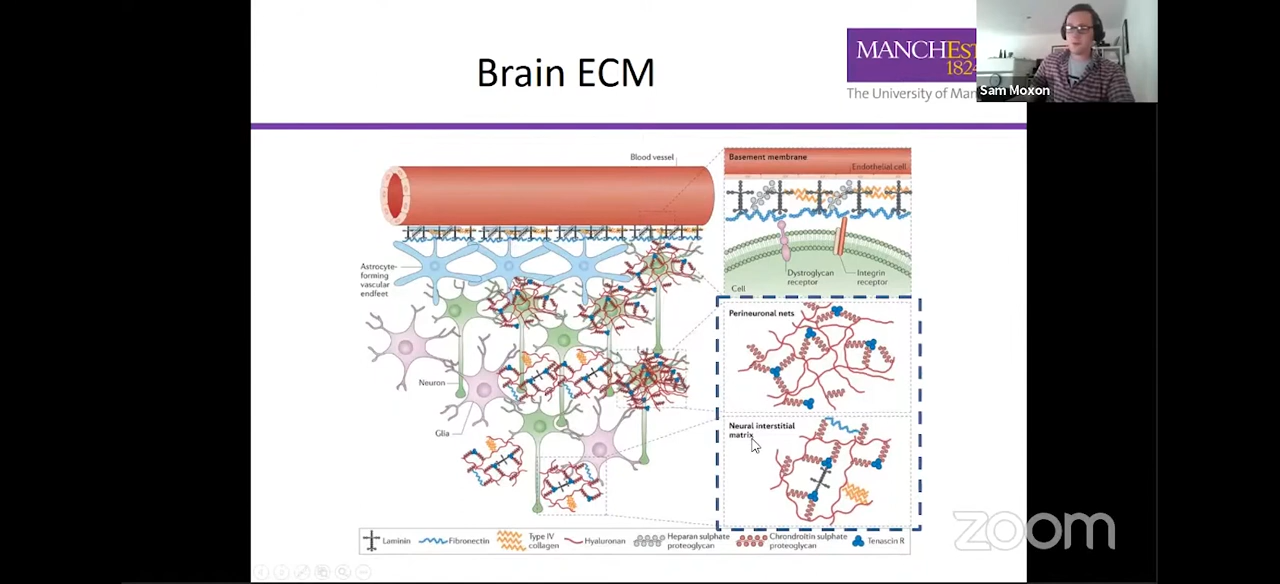 Brain ECM
MANCHEST
1824
The University of Man
Sam Moxon
Blood vessel
Basement membrane
Endothelial cell
Astrocyte-
forming
vascular
endfeet
Dystroglycan
receptor
Integrin
receptor
Cell
Perineuronal nets
Neuron
Glia
Neural interstitial
matrix
Laminin
Fibronectin
Type IV
collagen
Hyaluronan
Heparan sulphate
proteoglycan
Chondroitin sulphate
proteoglycan
Tenascin R
zoom